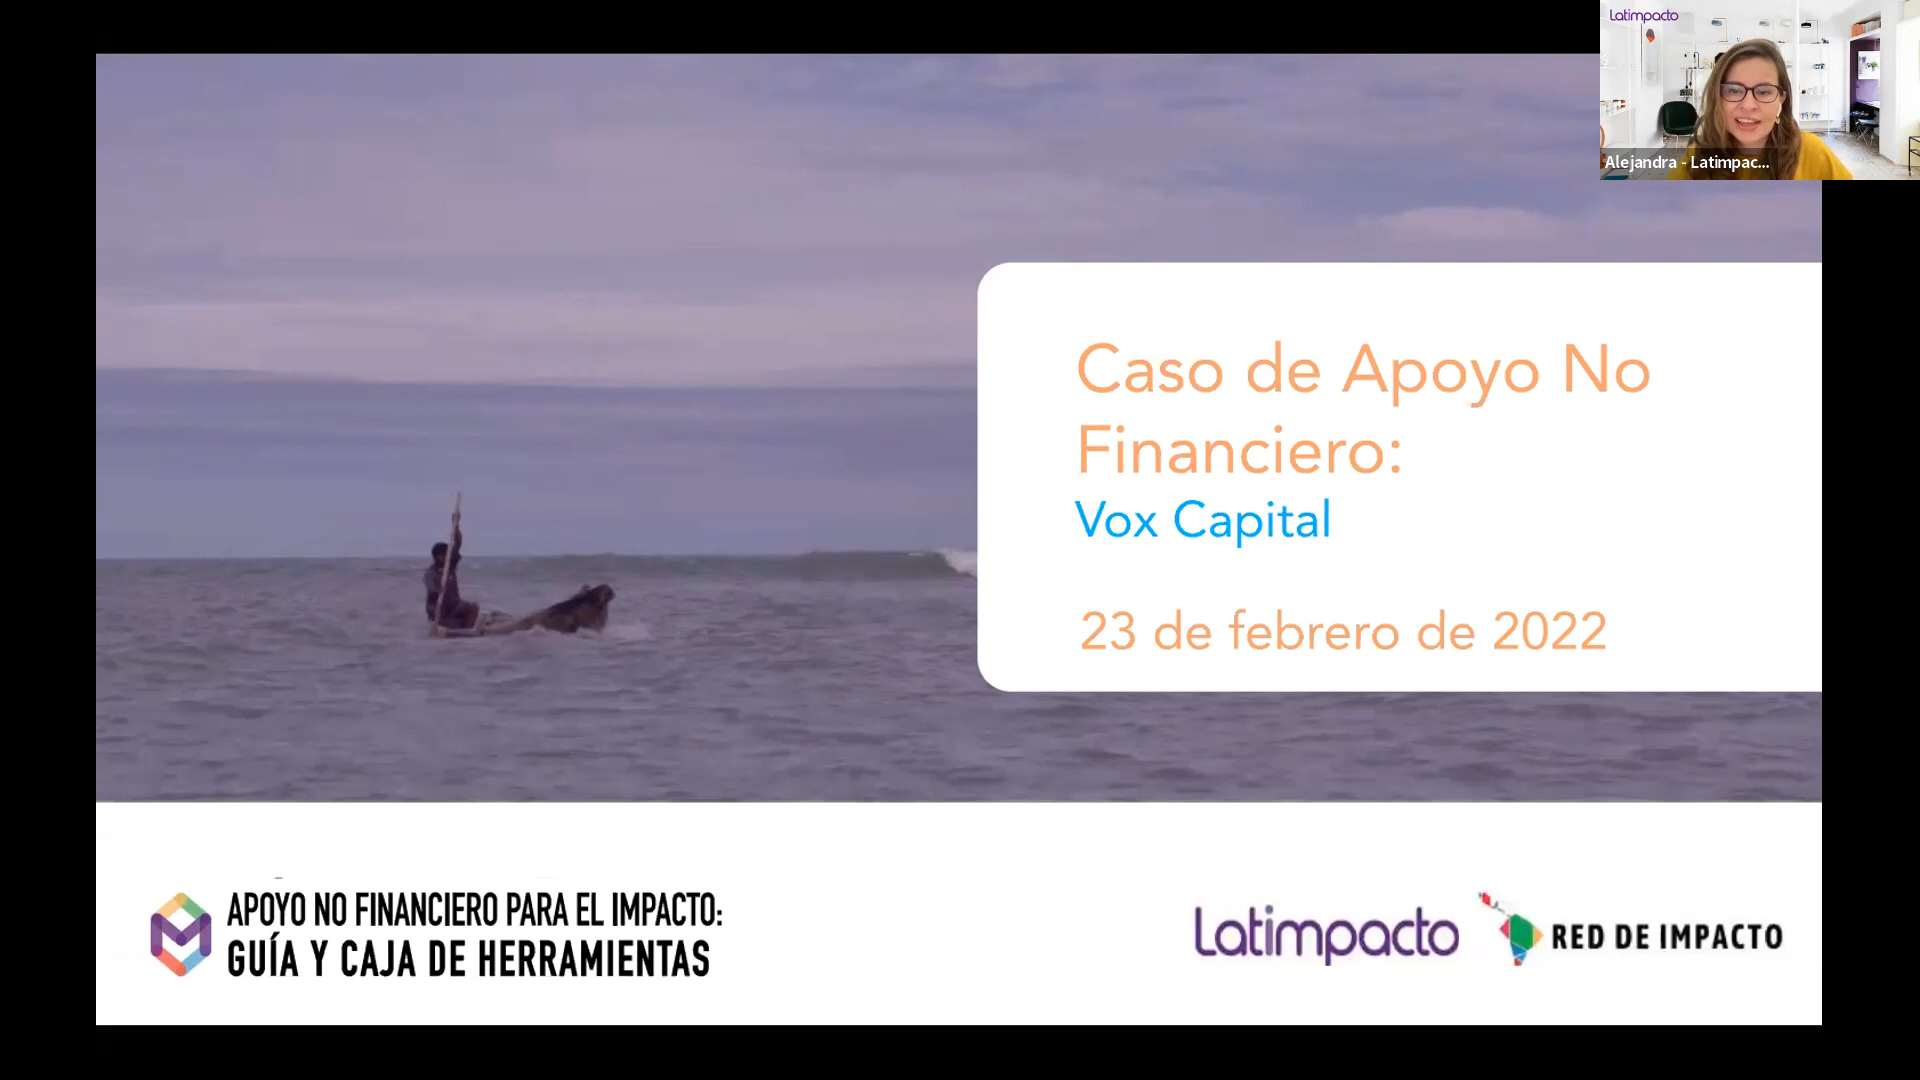 Latimpacto
Alejandra - Latimpac...
Caso de Apoyo No
Financiero:
Vox Capital
23 de febrero de 2022
APOYO NO FINANCIERO PARA EL IMPACTO:
GUÍA Y CAJA DE HERRAMIENTAS
Latimpacto
RED DE IMPACTO